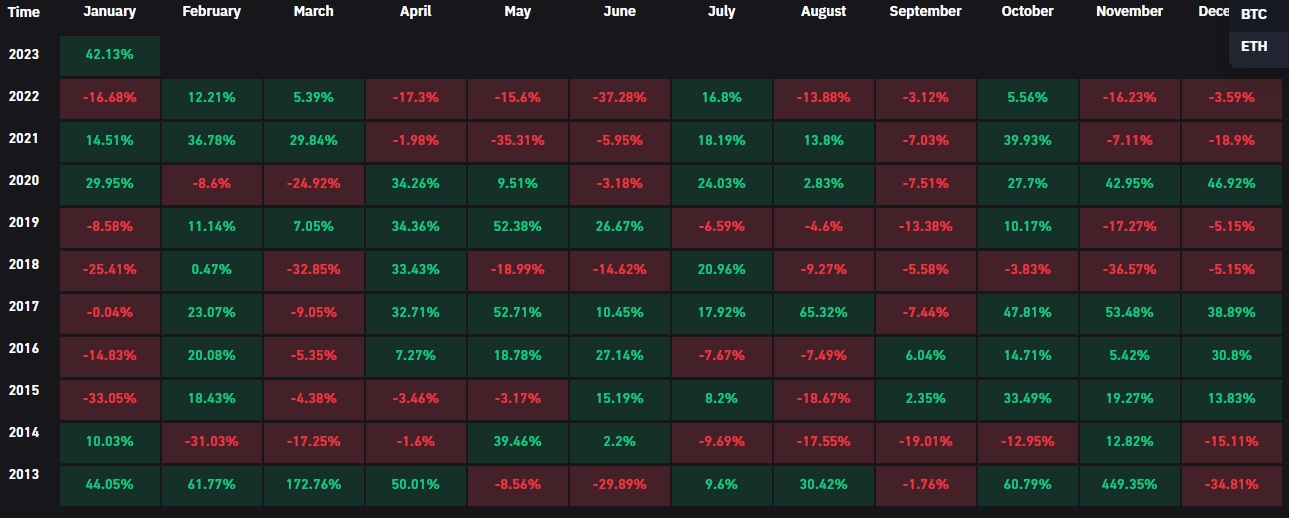 Time January February March April May June July August September October November Dece BTC
ETH
2023 42.13%
2022 -16.68% 12.21% 5.39% -17.3% -15.6% -37.28% 16.8% -13.88% -3.12% 5.56% -16.23% -3.59%
2021 14.51% 36.78% 29.84% -1.98% -35.31% -5.95% 18.19% 13.8% -7.03% 39.93% -7.11% -18.9%
2020 29.95% -8.6% -24.92% 34.26% 9.51% -3.18% 24.03% 2.83% -7.51% 27.7% 42.95% 46.92%
2019 -8.58% 11.14% 7.05% 34.36% 52.38% 26.67% -6.59% -4.6% -13.38% 10.17% -17.27% -5.15%
2018 -25.41% 0.47% -32.85% 33.43% -18.99% -14.62% 20.96% -9.27% -5.58% -3.83% -36.57% -5.15%
2017 -0.04% 23.07% -9.05% 32.71% 52.71% 10.45% 17.92% 65.32% -7.44% 47.81% 53.48% 38.89%
2016 -14.83% 20.08% -5.35% 7.27% 18.78% 27.14% -7.67% -7.49% 6.04% 14.71% 5.42% 30.8%
2015 -33.05% 18.43% -4.38% -3.46% -3.17% 15.19% 8.2% -18.67% 2.35% 33.49% 19.27% 13.83%
2014 10.03% -31.03% -17.25% -1.6% 39.46% 2.2% -9.69% -17.55% -19.01% -12.95% 12.82% -15.11%
2013 44.05% 61.77% 172.76% 50.01% -8.56% -29.89% 9.6% 30.42% -1.76% 60.79% 449.35% -34.81%